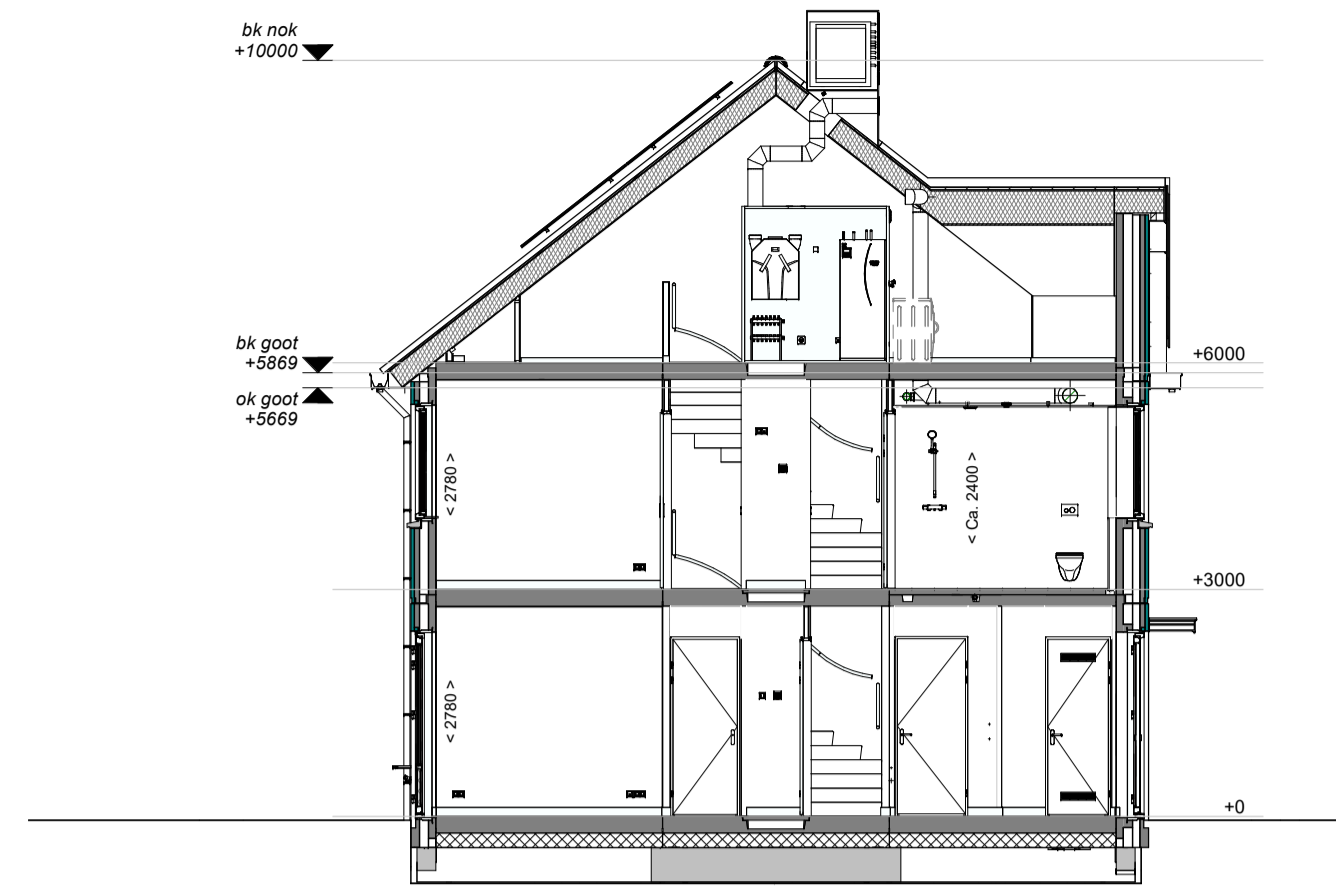 bk nok
+10000
bk goot
+5869
+6000
ok goot
+5669
< 2780 >
< Ca. 2400 >
+3000
< 2780 >
+0